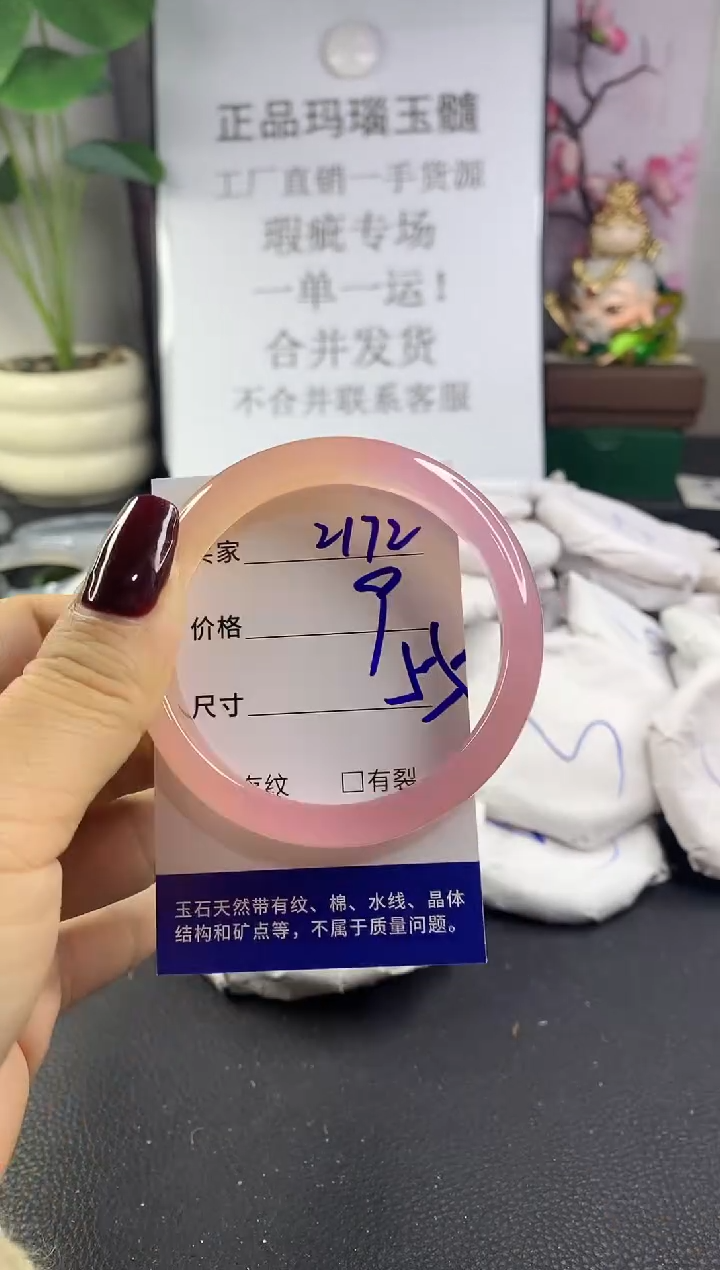 正品玛瑙玉髓
工厂直销一手货源
瑕疵专场
一单一运!
合并发货
不合并联系客服
家 2172
价格 9
尺寸 55
纹 □有裂
玉石天然带有纹、棉、水线、晶体
结构和矿点等，不属于质量问题。